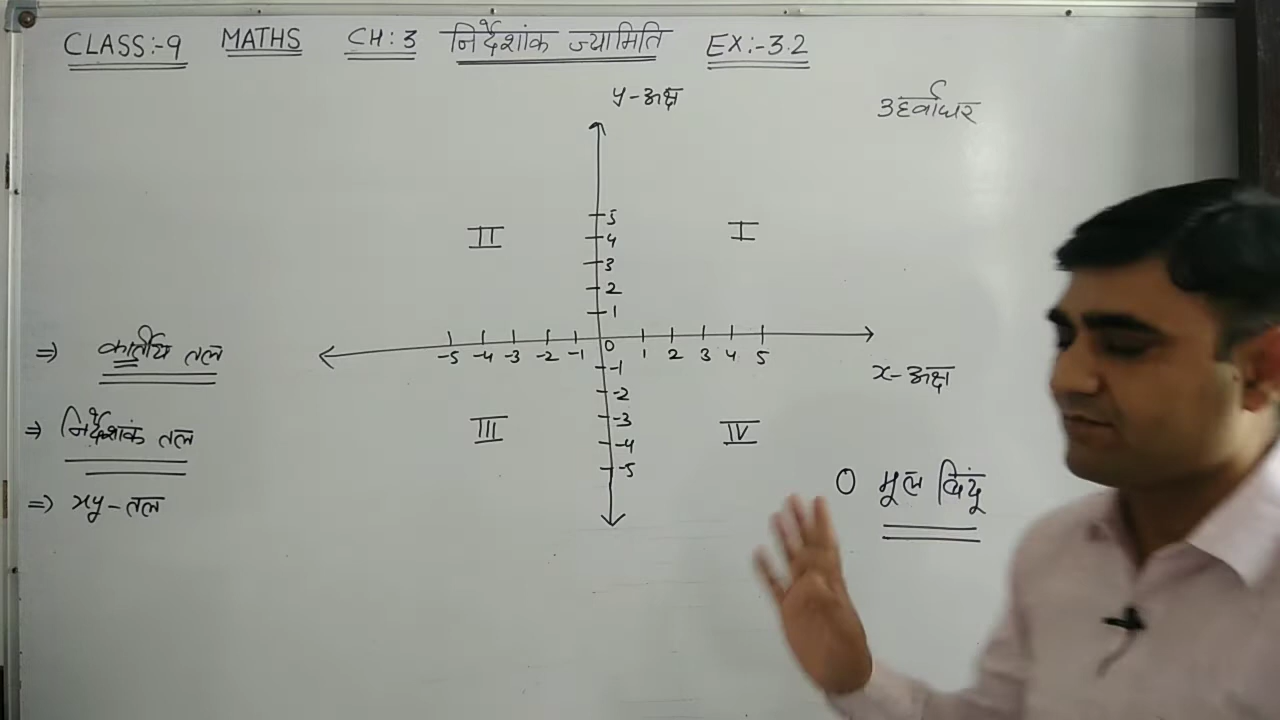 CLASS:-9 MATHS CH:3 निर्देशांक ज्यामिति EX:-3.2
y-अक्ष
उर्ध्वाधर
5
II I
4
3
2
1
-5 -4 -3 -2 -1 0 1 2 3 4 5
⇒ कार्तीय तल
-1
x-अक्ष
-2
-3
III IV
⇒ निर्देशांक तल
-4
-5
O मूल बिंदू
⇒ xy-तल